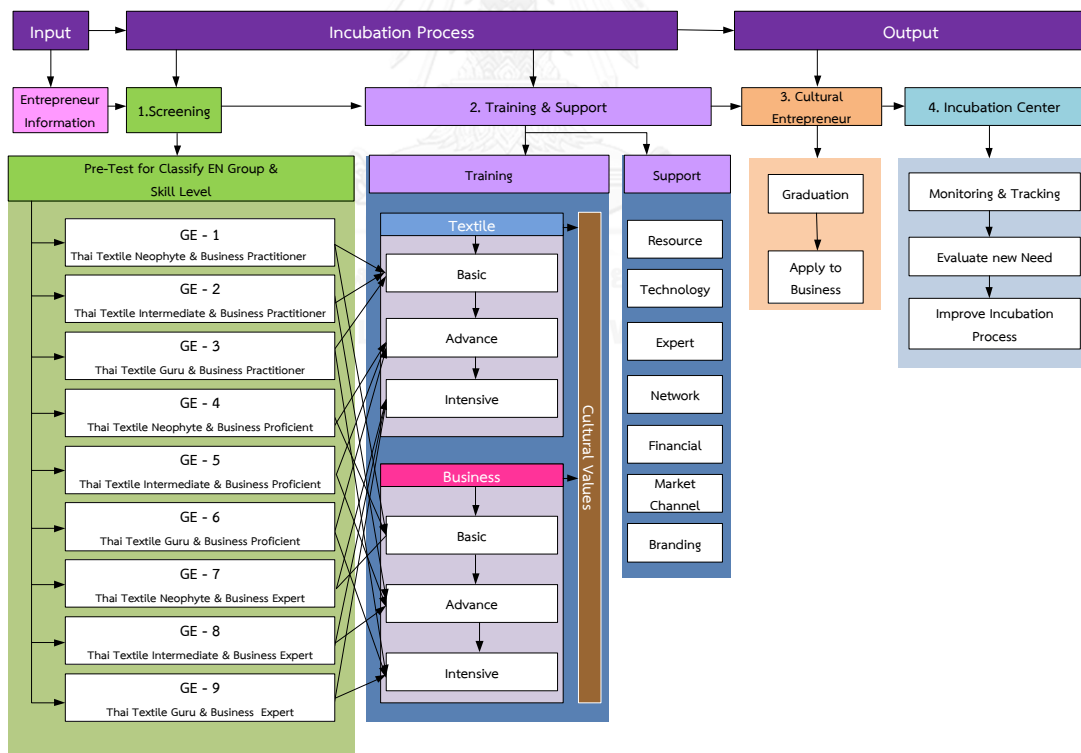 Input
Incubation Process
Output
Entrepreneur
Information
1.Screening
2. Training & Support
3. Cultural
Entrepreneur
4. Incubation Center
Pre-Test for Classify EN Group &
Skill Level
GE - 1
Thai Textile Neophyte & Business Practitioner
GE - 2
Thai Textile Intermediate & Business Practitioner
GE - 3
Thai Textile Guru & Business Practitioner
GE - 4
Thai Textile Neophyte & Business Proficient
GE - 5
Thai Textile Intermediate & Business Proficient
GE - 6
Thai Textile Guru & Business Proficient
GE - 7
Thai Textile Neophyte & Business Expert
GE - 8
Thai Textile Intermediate & Business Expert
GE - 9
Thai Textile Guru & Business Expert
Training
Textile
Basic
Advance
Intensive
Business
Basic
Advance
Intensive
Cultural Values
Support
Resource
Technology
Expert
Network
Financial
Market
Channel
Branding
Graduation
Apply to
Business
Monitoring & Tracking
Evaluate new Need
Improve Incubation
Process